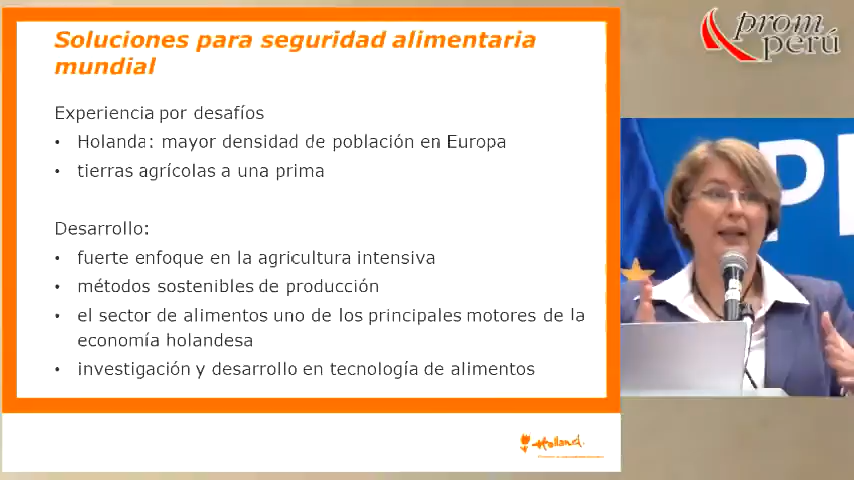 Soluciones para seguridad alimentaria
mundial
prom
perú
Experiencia por desafíos
• Holanda: mayor densidad de población en Europa
• tierras agrícolas a una prima
P
Desarrollo:
• fuerte enfoque en la agricultura intensiva
• métodos sostenibles de producción
• el sector de alimentos uno de los principales motores de la
economía holandesa
• investigación y desarrollo en tecnología de alimentos
Holland.